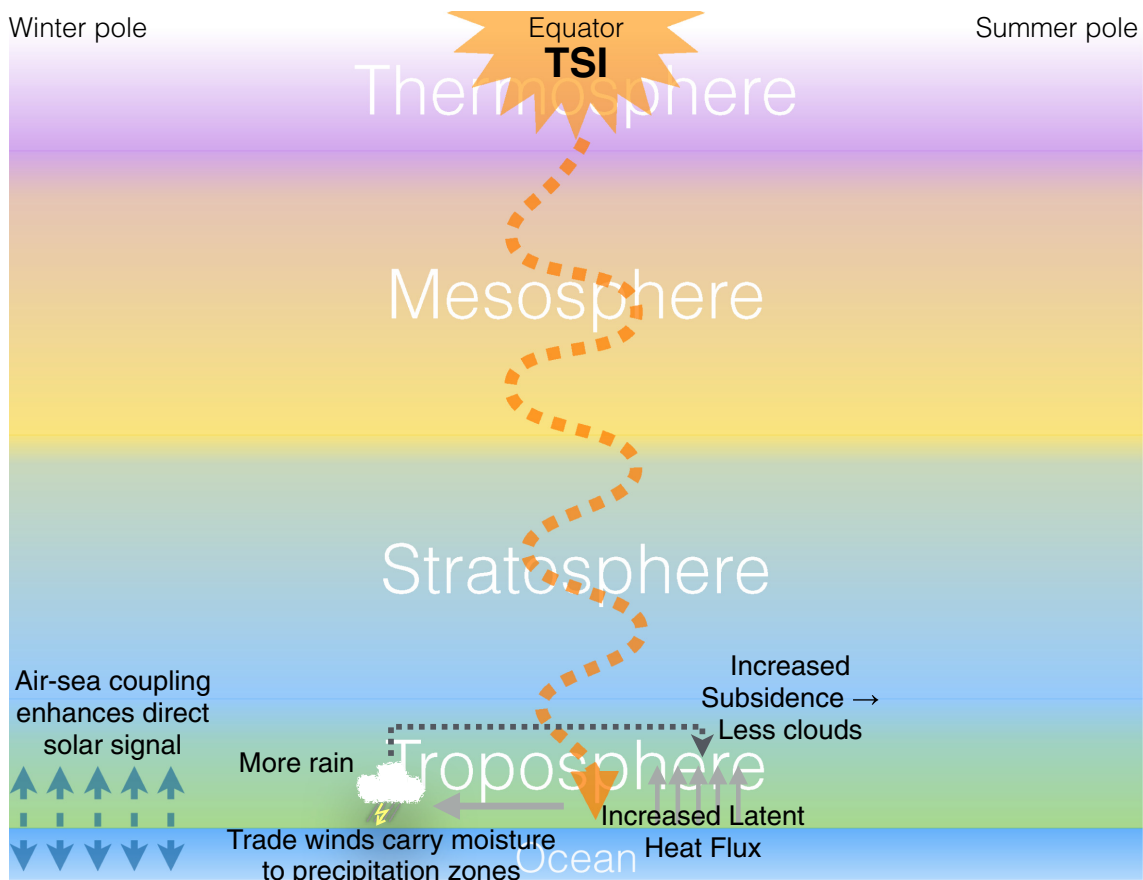 Winter pole
Equator
Summer pole
TSI
Thermosphere
Mesosphere
Stratosphere
Air-sea coupling
enhances direct
solar signal
Increased
Subsidence →
Less clouds
More rain
Troposphere
Increased Latent
Heat Flux
Trade winds carry moisture
to precipitation zones
Ocean